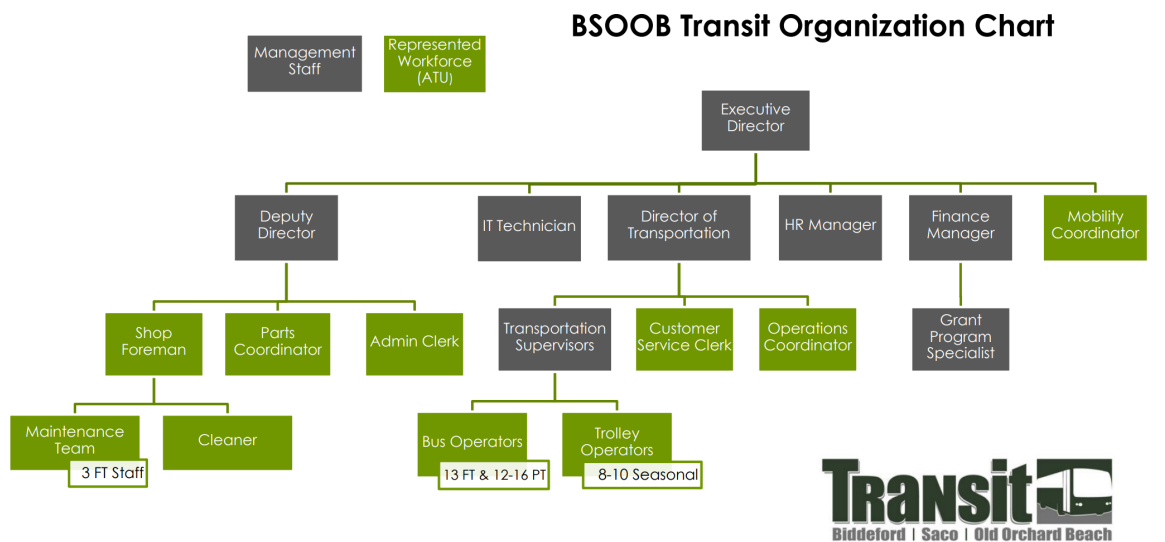 BSOOB Transit Organization Chart
Management
Staff
Represented
Workforce
(ATU)
Executive
Director
Deputy
Director
IT Technician
Director of
Transportation
HR Manager
Finance
Manager
Mobility
Coordinator
Shop
Foreman
Parts
Coordinator
Admin Clerk
Transportation
Supervisors
Customer
Service Clerk
Operations
Coordinator
Grant
Program
Specialist
Maintenance
Team
3 FT Staff
Cleaner
Bus Operators
13 FT & 12-16 PT
Trolley
Operators
8-10 Seasonal
Transit
Biddeford | Saco | Old Orchard Beach